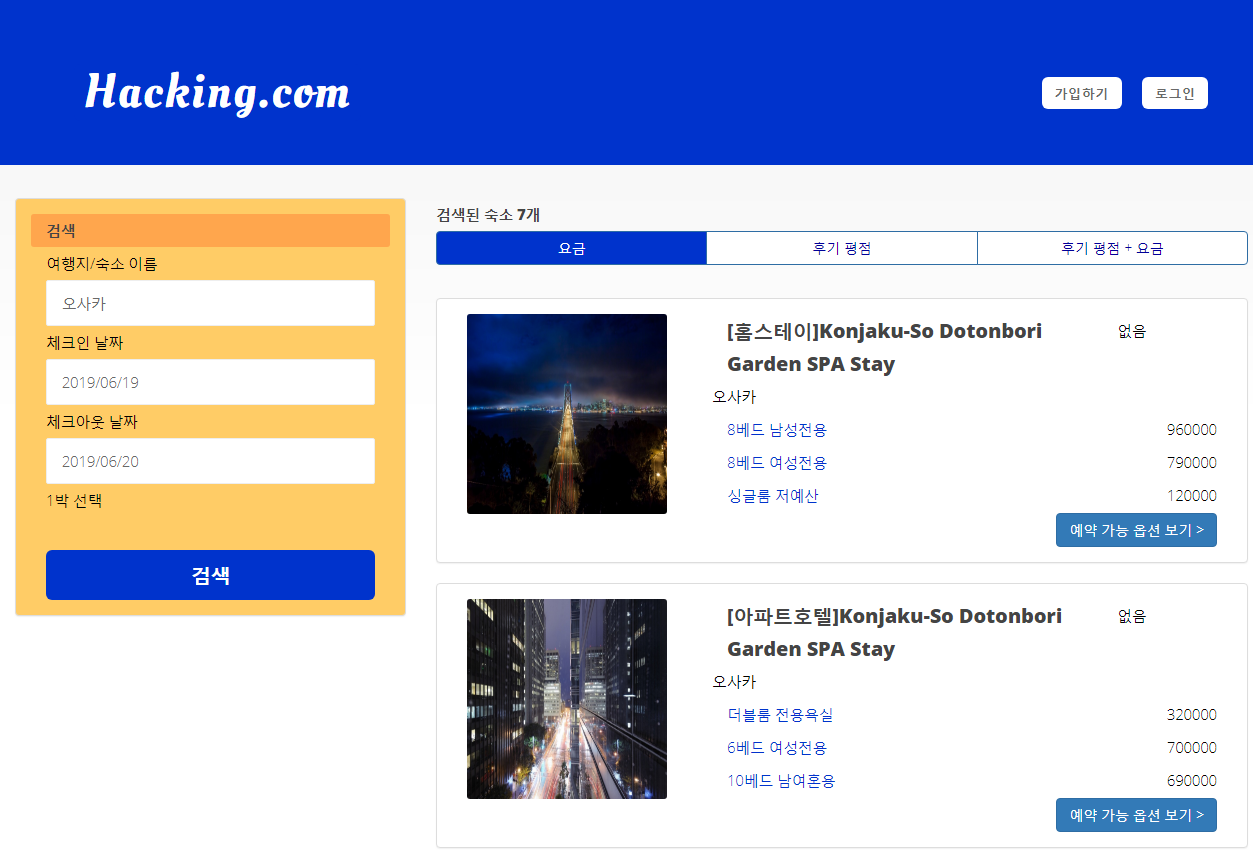 Hacking.com
가입하기
로그인
검색
여행지/숙소 이름
오사카
체크인 날짜
2019/06/19
체크아웃 날짜
2019/06/20
1박 선택
검색
검색된 숙소 7개
요금
후기 평점
후기 평점 + 요금
[홈스테이]Konjaku-So Dotonbori
Garden SPA Stay
없음
오사카
8베드 남성전용 960000
8베드 여성전용 790000
싱글룸 저예산 120000
예약 가능 옵션 보기 >
[아파트호텔]Konjaku-So Dotonbori
Garden SPA Stay
없음
오사카
더블룸 전용욕실 320000
6베드 여성전용 700000
10베드 남여혼용 690000
예약 가능 옵션 보기 >